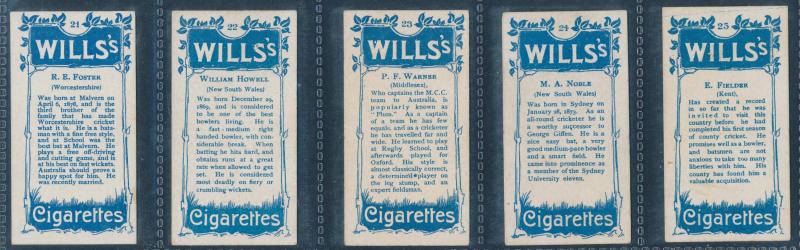 21
WILLS's
R. E. FOSTER
(Worcestershire)
Was born at Malvern on
April 6, 1878, and is the
third brother of the
family that has made
Worcestershire cricket
what it is. He is a bats-
man with a fine free style,
and at School was the
best bat at Malvern. He
plays a free off-driving
and cutting game, and is
at his best on fast wickets.
Australia should prove a
happy spot for him. He
was recently married.
Cigarettes
22
WILLS's
WILLIAM HOWELL
(New South Wales)
Was born December 29,
1869, and is considered
to be one of the best
bowlers living. He is
a fast-medium right
handed bowler, with con-
siderable break. When
batting he hits hard, and
obtains runs at a great
rate when allowed to get
set. He is considered
most deadly on fiery or
crumbling wickets.
Cigarettes
23
WILLS's
P. F. WARNER
(Middlesex),
Who captains the M.C.C.
team to Australia, is
popularly known as
"Plum." As a captain
of a team he has few
equals, and as a cricketer
he has travelled far and
wide. He learned to play
at Rugby School, and
afterwards played for
Oxford. His style is
almost classically correct,
a determined player on
the leg stump, and an
expert fieldsman.
Cigarettes
24
WILLS's
M. A. NOBLE
(New South Wales)
Was born in Sydney on
January 28, 1873. As an
all-round cricketer he is
a worthy successor to
George Giffen. He is a
nice easy bat, a very
good medium-pace bowler
and a smart field. He
came into prominence as
a member of the Sydney
University eleven.
Cigarettes
25
WILLS's
E. FIELDER
(Kent),
Has created a record
in so far that he was
invited to visit this
country before he had
completed his first season
of county cricket. He
promises well as a bowler,
and batsmen are not
anxious to take too many
liberties with him. His
county has found him a
valuable acquisition.
Cigarettes